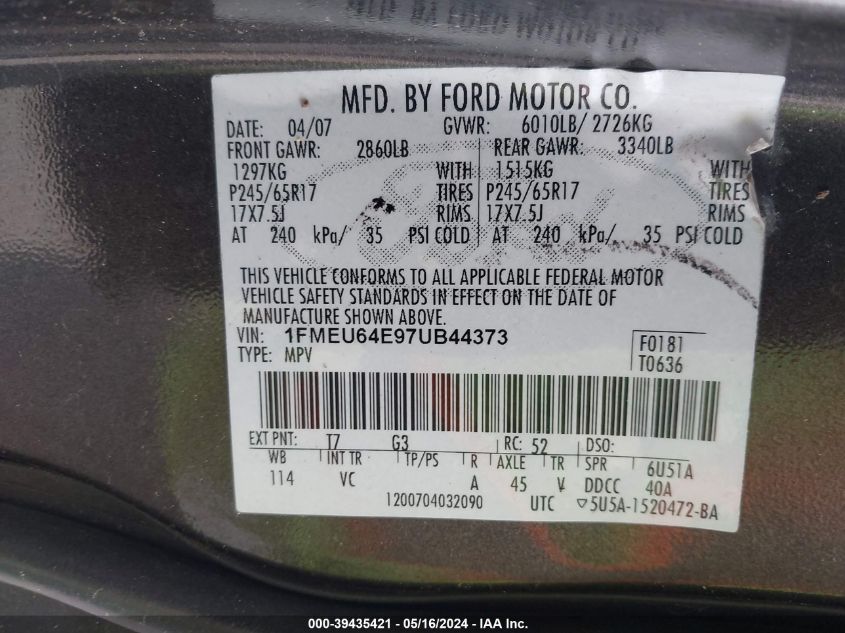 MFD. BY FORD MOTOR CO.
DATE: 04/07 GVWR: 6010LB/ 2726KG
FRONT GAWR: 2860LB REAR GAWR: 3340LB
1297KG WITH 1515KG WITH
P245/65R17 TIRES P245/65R17 TIRES
17X7.5J RIMS 17X7.5J RIMS
AT 240 kPa/ 35 PSI COLD AT 240 kPa/ 35 PSI COLD
THIS VEHICLE CONFORMS TO ALL APPLICABLE FEDERAL MOTOR
VEHICLE SAFETY STANDARDS IN EFFECT ON THE DATE OF
MANUFACTURE SHOWN ABOVE.
VIN: 1FMEU64E97UB44373 F0181
TYPE: MPV T0636
EXT PNT: T7 G3 RC: 52 DSO:
WB INT TR TP/PS R AXLE TR SPR 6U51A
114 VC A 45 V DDCC 40A
1200704032090 UTC ▽5U5A-1520472-BA
000-39435421 - 05/16/2024 - IAA Inc.